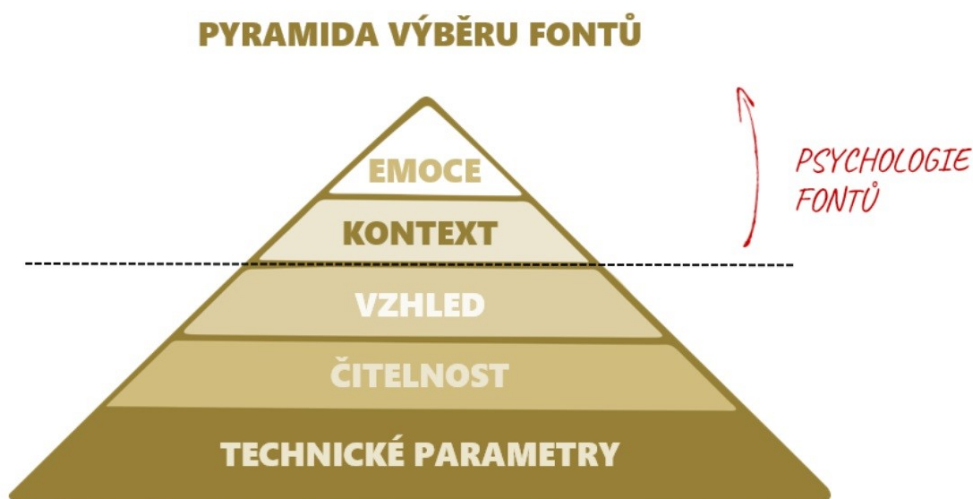 PYRAMIDA VÝBĚRU FONTŮ
EMOCE
KONTEXT
VZHLED
ČITELNOST
TECHNICKÉ PARAMETRY
PSYCHOLOGIE
FONTŮ